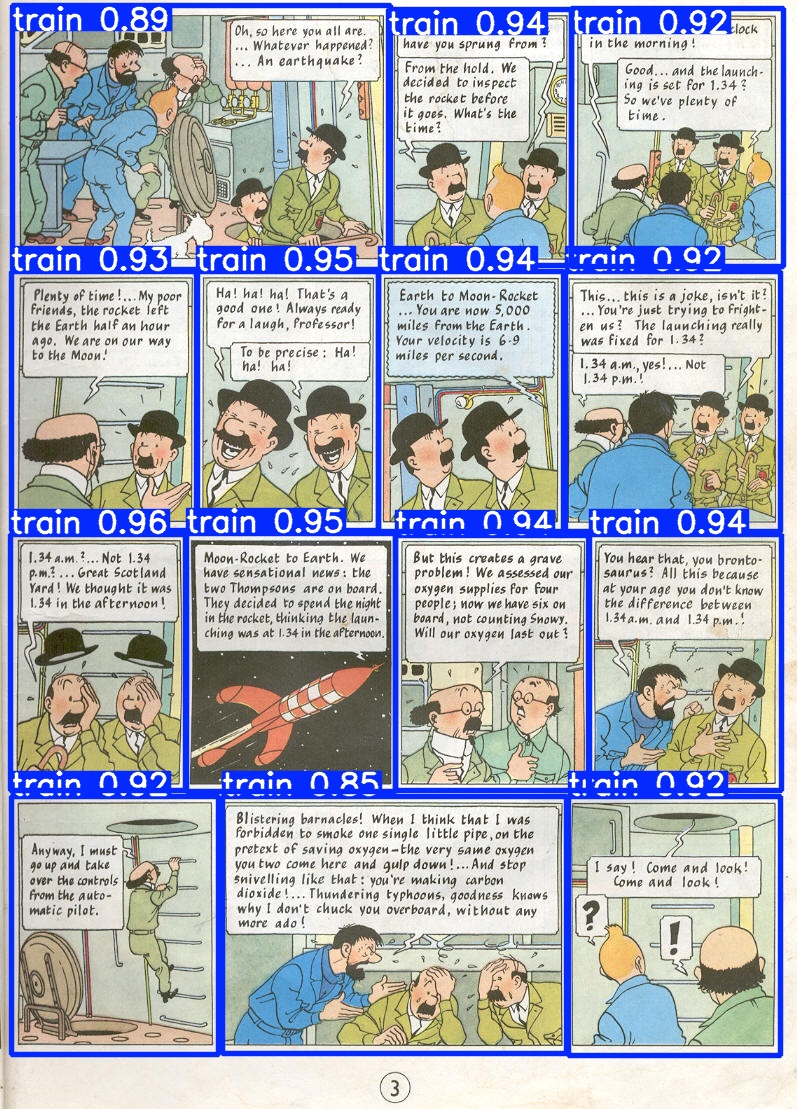 train 0.89
Oh, so here you all are.
... Whatever happened?
... An earthquake?
train 0.94
have you sprung from?
From the hold. We
decided to inspect
the rocket before
it goes. What's the
time?
train 0.92
clock
in the morning!
Good... and the launch-
ing is set for 1.34?
So we've plenty of
time.
train 0.93
Plenty of time!... My poor
friends, the rocket left
the Earth half an hour
ago. We are on our way
to the Moon!
train 0.95
Ha! ha! ha! That's a
good one! Always ready
for a laugh, Professor!
To be precise: Ha!
ha! ha!
train 0.94
Earth to Moon-Rocket
... You are now 5,000
miles from the Earth.
Your velocity is 6.9
miles per second.
train 0.92
This... this is a joke, isn't it?
... You're just trying to fright-
en us? The launching really
was fixed for 1.34?
1.34 a.m., yes!... Not
1.34 p.m.!
train 0.96
1.34 a.m.?... Not 1.34
p.m.?... Great Scotland
Yard! We thought it was
1.34 in the afternoon!
train 0.95
Moon-Rocket to Earth. We
have sensational news: the
two Thompsons are on board.
They decided to spend the night
in the rocket, thinking the laun-
ching was at 1.34 in the afternoon.
train 0.94
But this creates a grave
problem! We assessed our
oxygen supplies for four
people; now we have six on
board, not counting Snowy.
Will our oxygen last out?
train 0.94
You hear that, you bronto-
saurus? All this because
at your age you don't know
the difference between
1.34 a.m. and 1.34 p.m.!
train 0.92
Anyway, I must
go up and take
over the controls
from the auto-
matic pilot.
train 0.85
Blistering barnacles! When I think that I was
forbidden to smoke one single little pipe, on the
pretext of saving oxygen-the very same oxygen
you two come here and gulp down!... And stop
snivelling like that: you're making carbon
dioxide!... Thundering typhoons, goodness knows
why I don't chuck you overboard, without any
more ado!
train 0.92
I say! Come and look!
Come and look!
?
!
3